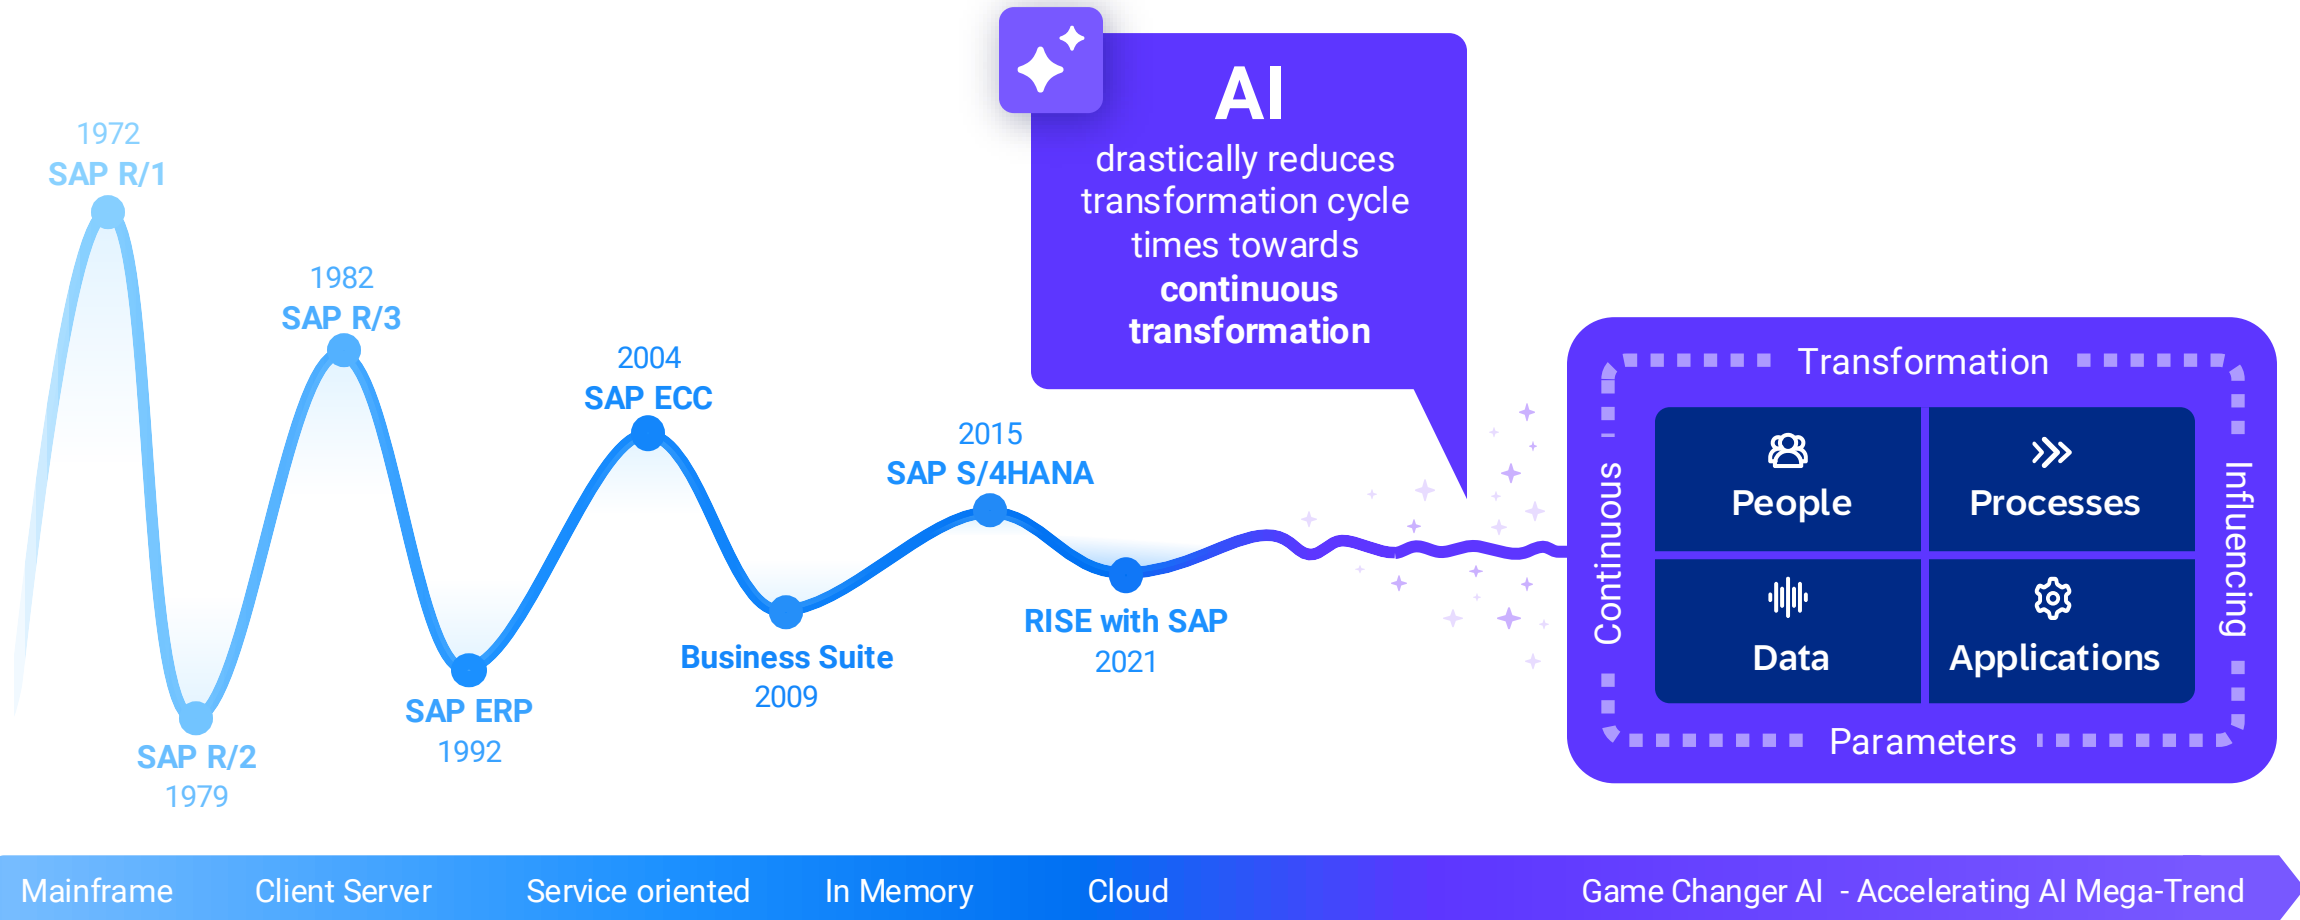 1972
SAP R/1
SAP R/2
1979
1982
SAP R/3
SAP ERP
1992
2004
SAP ECC
Business Suite
2009
2015
SAP S/4HANA
RISE with SAP
2021
AI
drastically reduces
transformation cycle
times towards
continuous
transformation
Continuous
Transformation
Influencing
Parameters
People
Processes
Data
Applications
Mainframe
Client Server
Service oriented
In Memory
Cloud
Game Changer AI - Accelerating AI Mega-Trend